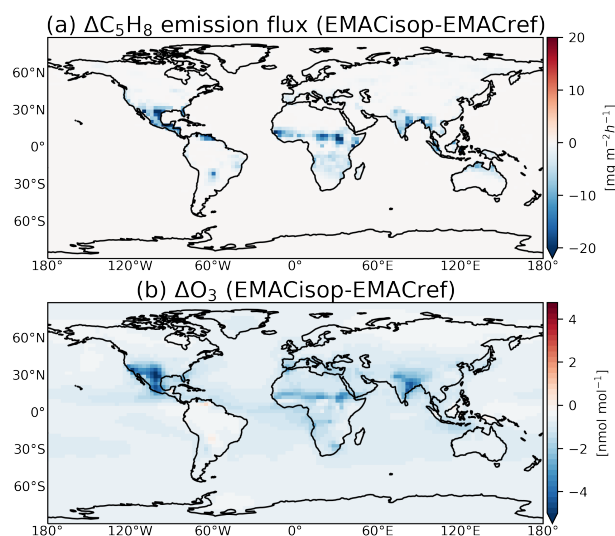 (a) ΔC₅H₈ emission flux (EMACisop-EMACref)
60°N
30°N
0°
30°S
60°S
180° 120°W 60°W 0° 60°E 120°E 180°
20
10
0
−10
−20
[mg m⁻²h⁻¹]
(b) ΔO₃ (EMACisop-EMACref)
60°N
30°N
0°
30°S
60°S
180° 120°W 60°W 0° 60°E 120°E 180°
4
2
0
−2
−4
[nmol mol⁻¹]